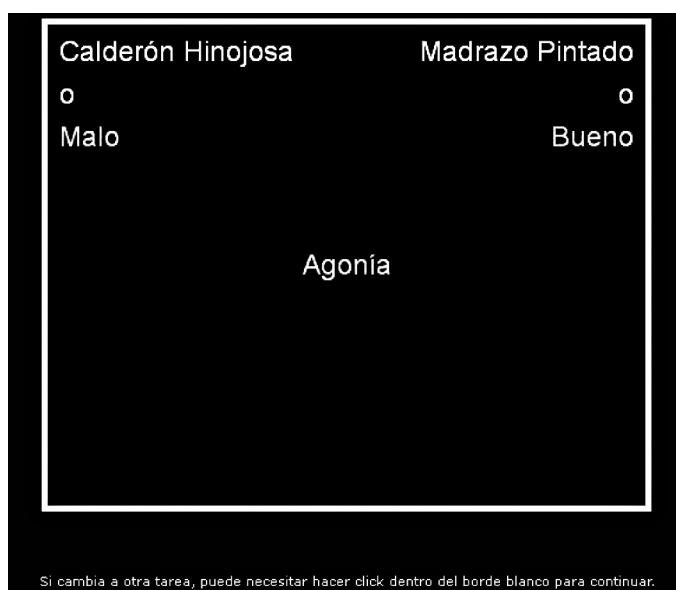 Calderón Hinojosa Madrazo Pintado
o o
Malo Bueno
Agonía
Si cambia a otra tarea, puede necesitar hacer click dentro del borde blanco para continuar.